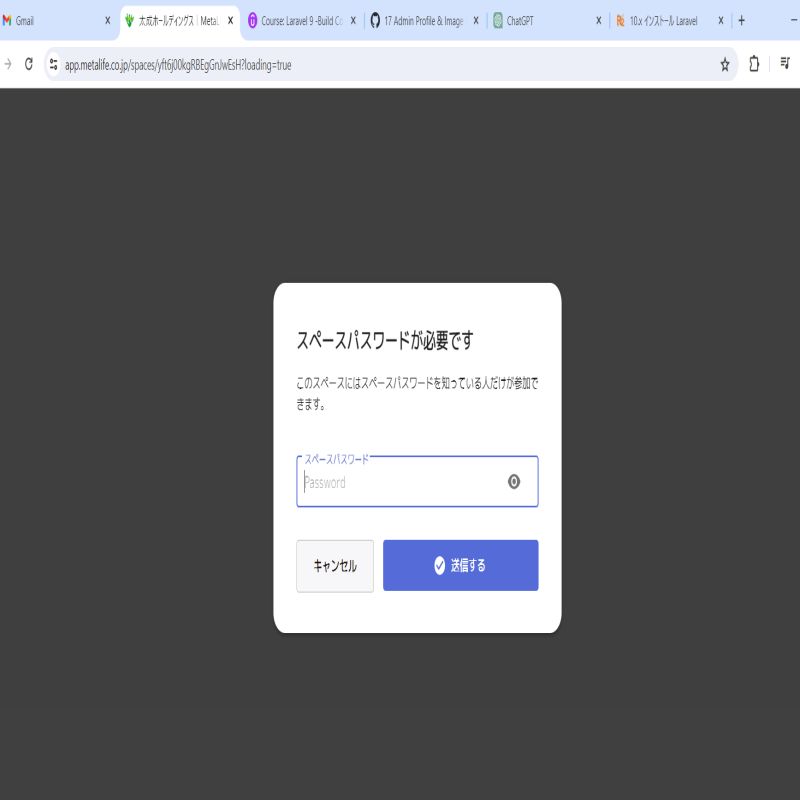 Gmail
太成ホールディングス | MetaL
Course: Laravel 9 -Build Co
17 Admin Profile & Image
ChatGPT
10.x インストール Laravel
app.metalife.co.jp/spaces/yft6j00kgRBEgGnJwEsH?loading=true
スペースパスワードが必要です
このスペースにはスペースパスワードを知っている人だけが参加で
きます。
スペースパスワード
Password
キャンセル
送信する